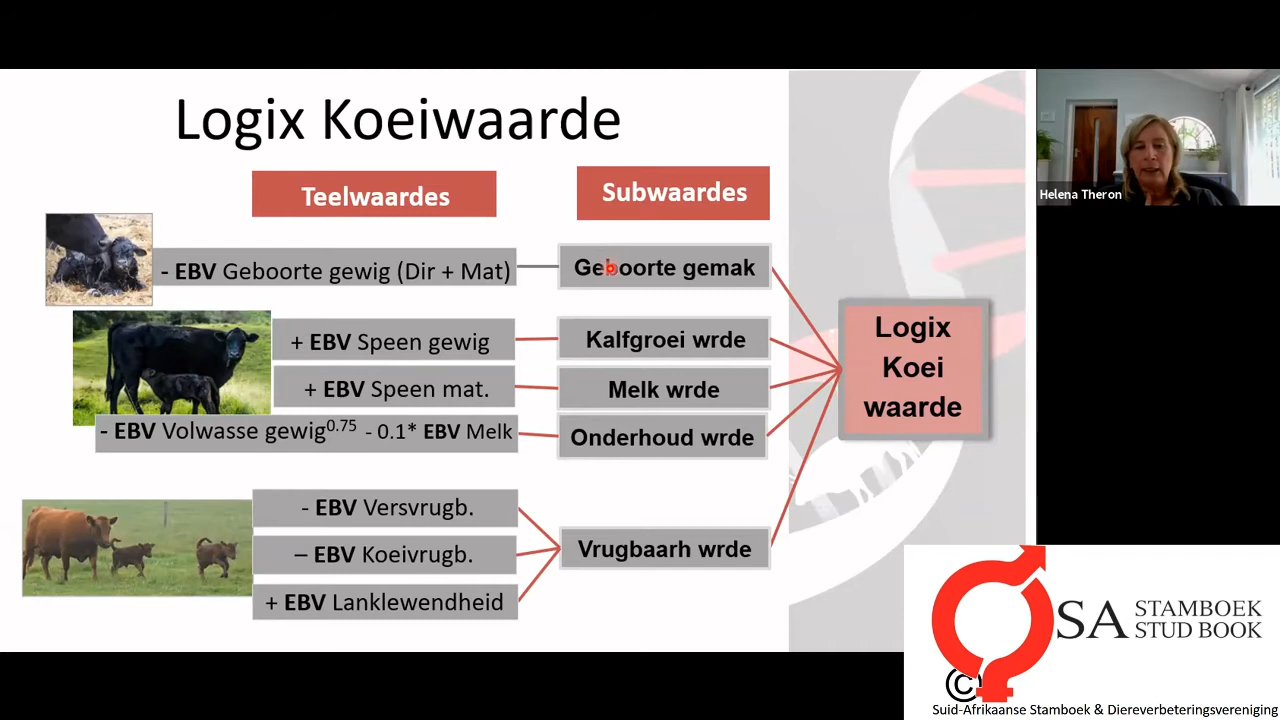 Logix Koeiwaarde
Teelwaardes
Subwaardes
- EBV Geboorte gewig (Dir + Mat)
Geboorte gemak
+ EBV Speen gewig
Kalfgroei wrde
+ EBV Speen mat.
Melk wrde
- EBV Volwasse gewig0.75 - 0.1* EBV Melk
Onderhoud wrde
- EBV Versvrugb.
– EBV Koeivrugb.
Vrugbaarh wrde
+ EBV Lanklewendheid
Logix
Koei
waarde
Helena Theron
SA STAMBOEK
STUD BOOK
©
Suid-Afrikaanse Stamboek & Diereverbeteringsvereniging